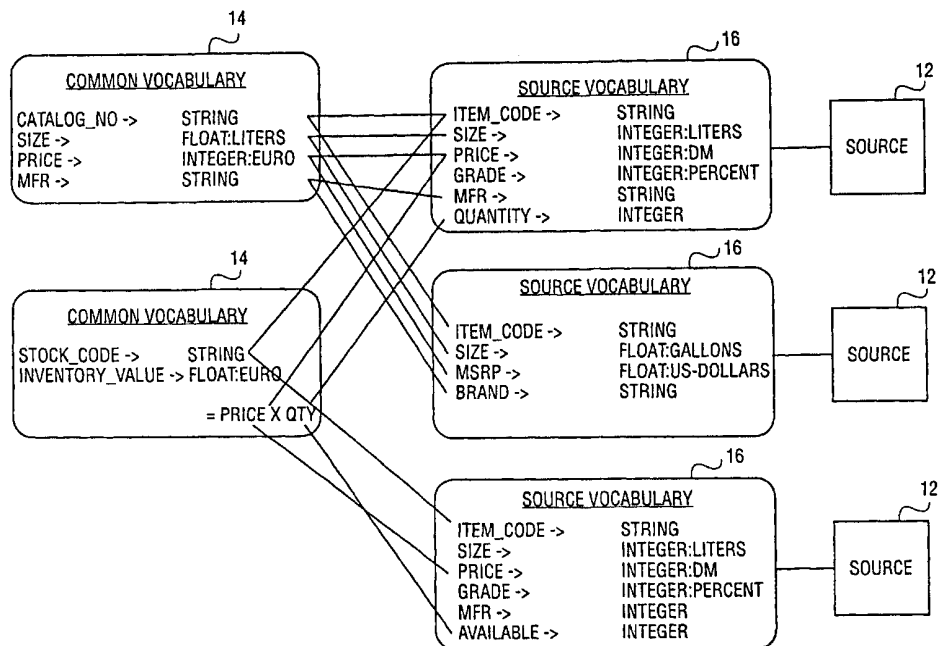 14
COMMON VOCABULARY
CATALOG_NO -> STRING
SIZE -> FLOAT:LITERS
PRICE -> INTEGER:EURO
MFR -> STRING
16
SOURCE VOCABULARY
ITEM_CODE -> STRING
SIZE -> INTEGER:LITERS
PRICE -> INTEGER:DM
GRADE -> INTEGER:PERCENT
MFR -> STRING
QUANTITY -> INTEGER
12
SOURCE
14
COMMON VOCABULARY
STOCK_CODE -> STRING
INVENTORY_VALUE -> FLOAT:EURO
= PRICE X QTY
16
SOURCE VOCABULARY
ITEM_CODE -> STRING
SIZE -> FLOAT:GALLONS
MSRP -> FLOAT:US-DOLLARS
BRAND -> STRING
12
SOURCE
16
SOURCE VOCABULARY
ITEM_CODE -> STRING
SIZE -> INTEGER:LITERS
PRICE -> INTEGER:DM
GRADE -> INTEGER:PERCENT
MFR -> INTEGER
AVAILABLE -> INTEGER
12
SOURCE